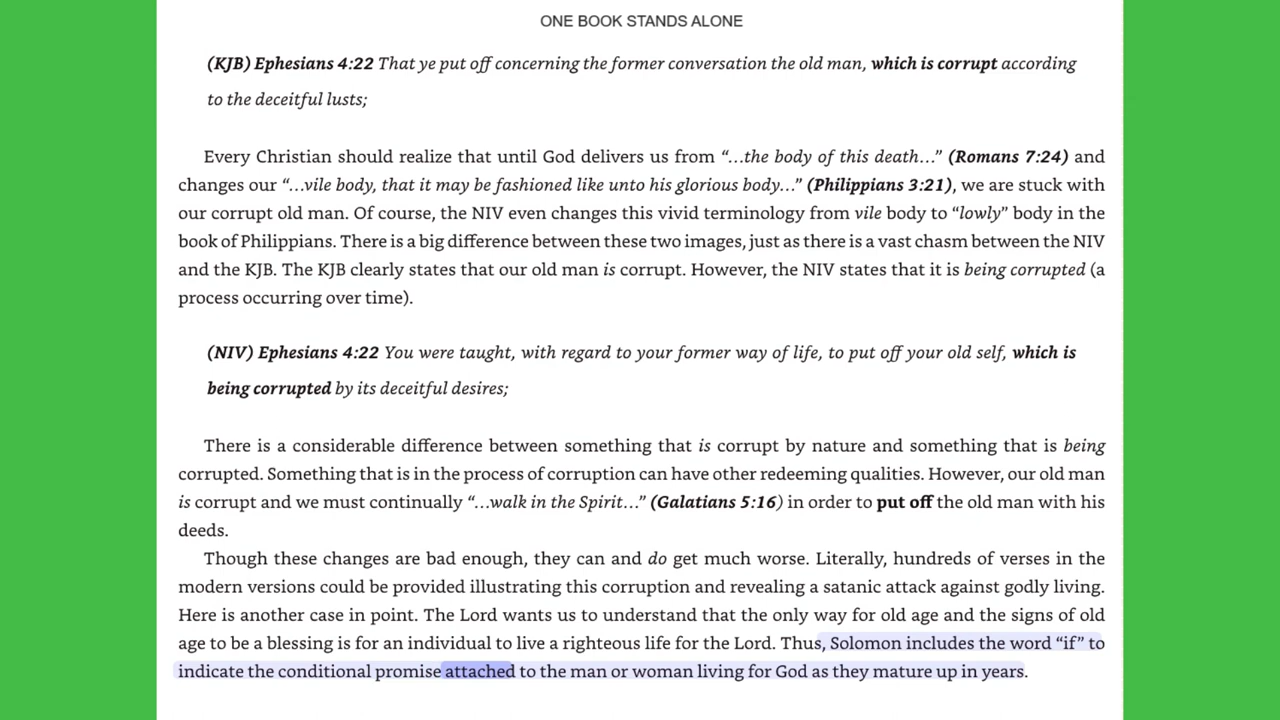 ONE BOOK STANDS ALONE
(KJB) Ephesians 4:22 That ye put off concerning the former conversation the old man, which is corrupt according
to the deceitful lusts;
Every Christian should realize that until God delivers us from “…the body of this death…” (Romans 7:24) and
changes our “…vile body, that it may be fashioned like unto his glorious body…” (Philippians 3:21), we are stuck with
our corrupt old man. Of course, the NIV even changes this vivid terminology from vile body to “lowly” body in the
book of Philippians. There is a big difference between these two images, just as there is a vast chasm between the NIV
and the KJB. The KJB clearly states that our old man is corrupt. However, the NIV states that it is being corrupted (a
process occurring over time).
(NIV) Ephesians 4:22 You were taught, with regard to your former way of life, to put off your old self, which is
being corrupted by its deceitful desires;
There is a considerable difference between something that is corrupt by nature and something that is being
corrupted. Something that is in the process of corruption can have other redeeming qualities. However, our old man
is corrupt and we must continually “…walk in the Spirit…” (Galatians 5:16) in order to put off the old man with his
deeds.
Though these changes are bad enough, they can and do get much worse. Literally, hundreds of verses in the
modern versions could be provided illustrating this corruption and revealing a satanic attack against godly living.
Here is another case in point. The Lord wants us to understand that the only way for old age and the signs of old
age to be a blessing is for an individual to live a righteous life for the Lord. Thus, Solomon includes the word “if” to
indicate the conditional promise attached to the man or woman living for God as they mature up in years.